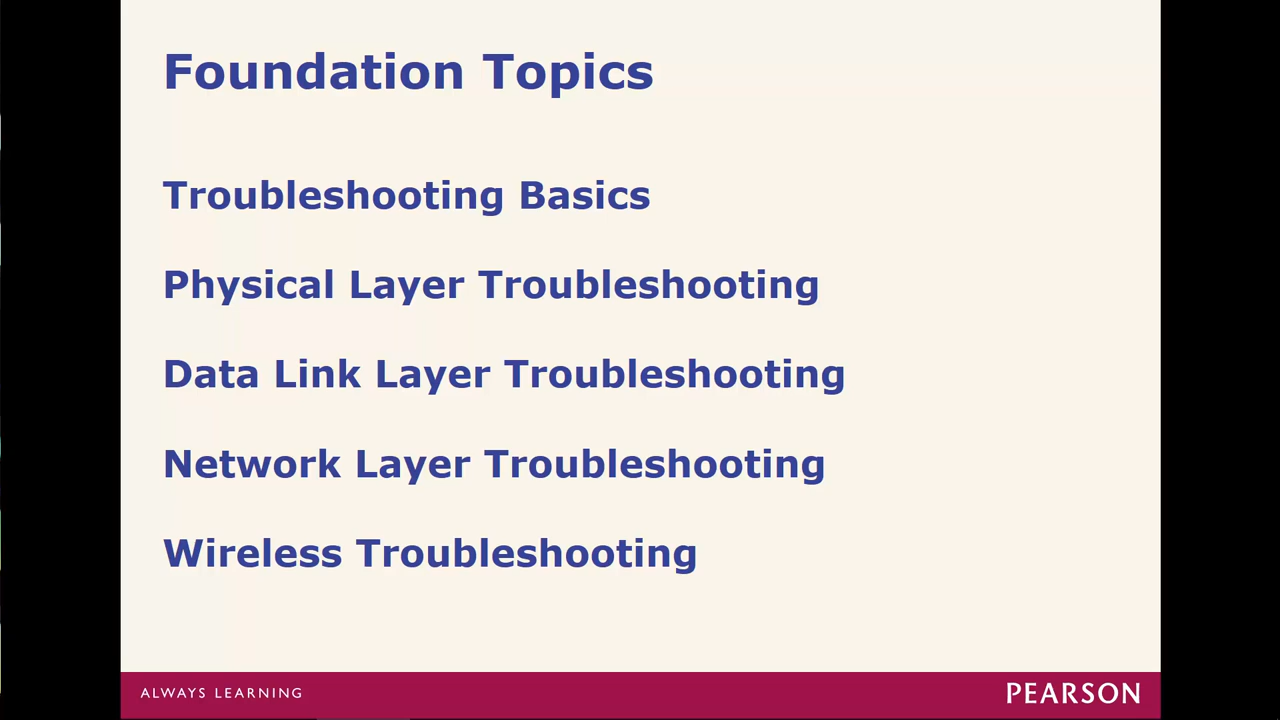 Foundation Topics
Troubleshooting Basics
Physical Layer Troubleshooting
Data Link Layer Troubleshooting
Network Layer Troubleshooting
Wireless Troubleshooting
ALWAYS LEARNING
PEARSON